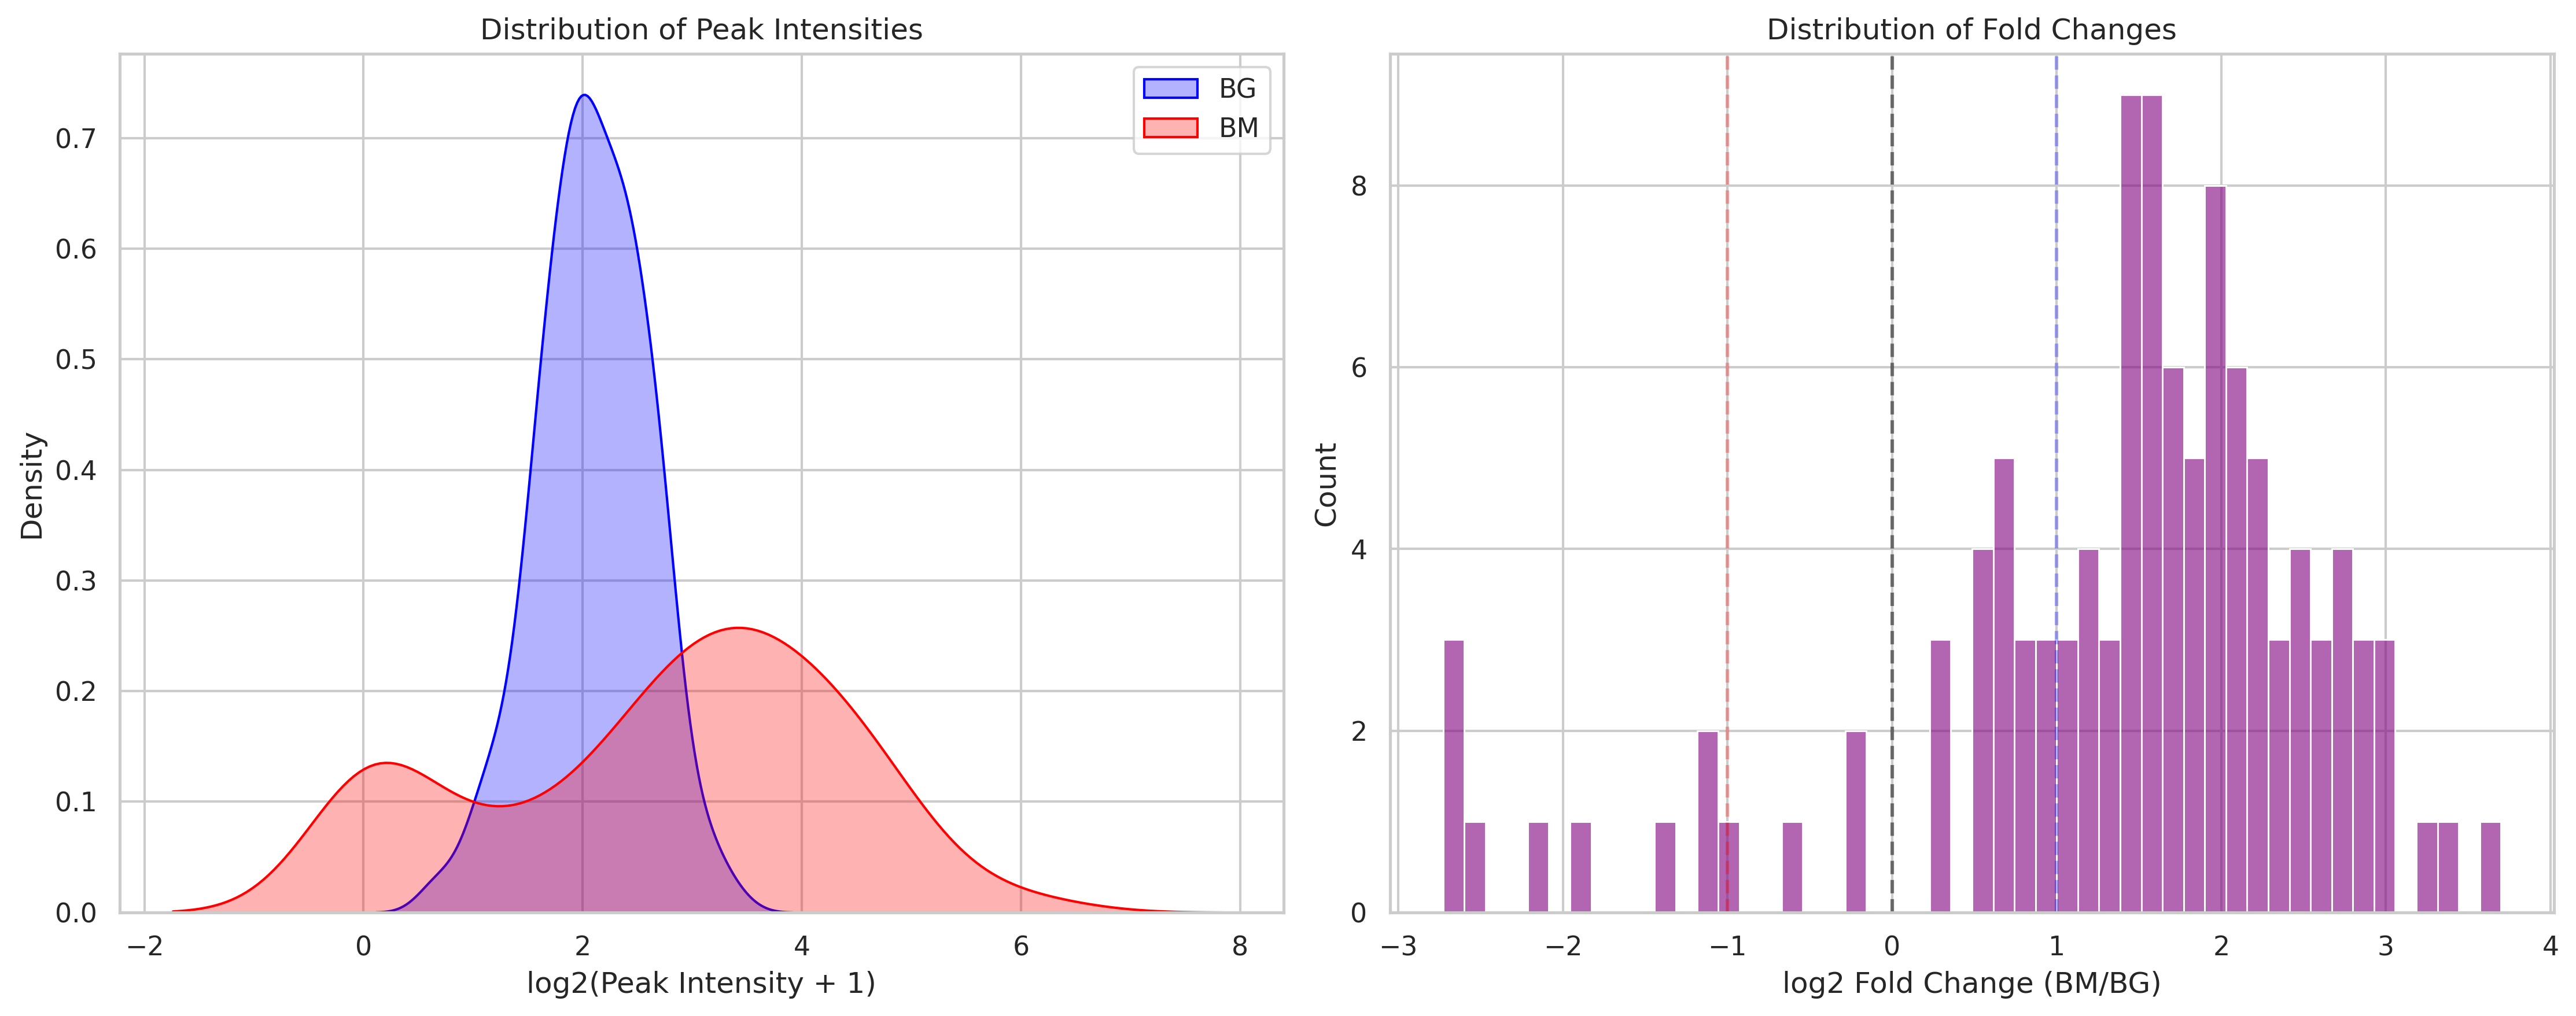 Distribution of Peak Intensities
BG
BM
0.7
0.6
0.5
0.4
0.3
0.2
0.1
0.0
Density
−2 0 2 4 6 8
log2(Peak Intensity + 1)
Distribution of Fold Changes
8
6
4
2
0
Count
−3 −2 −1 0 1 2 3 4
log2 Fold Change (BM/BG)